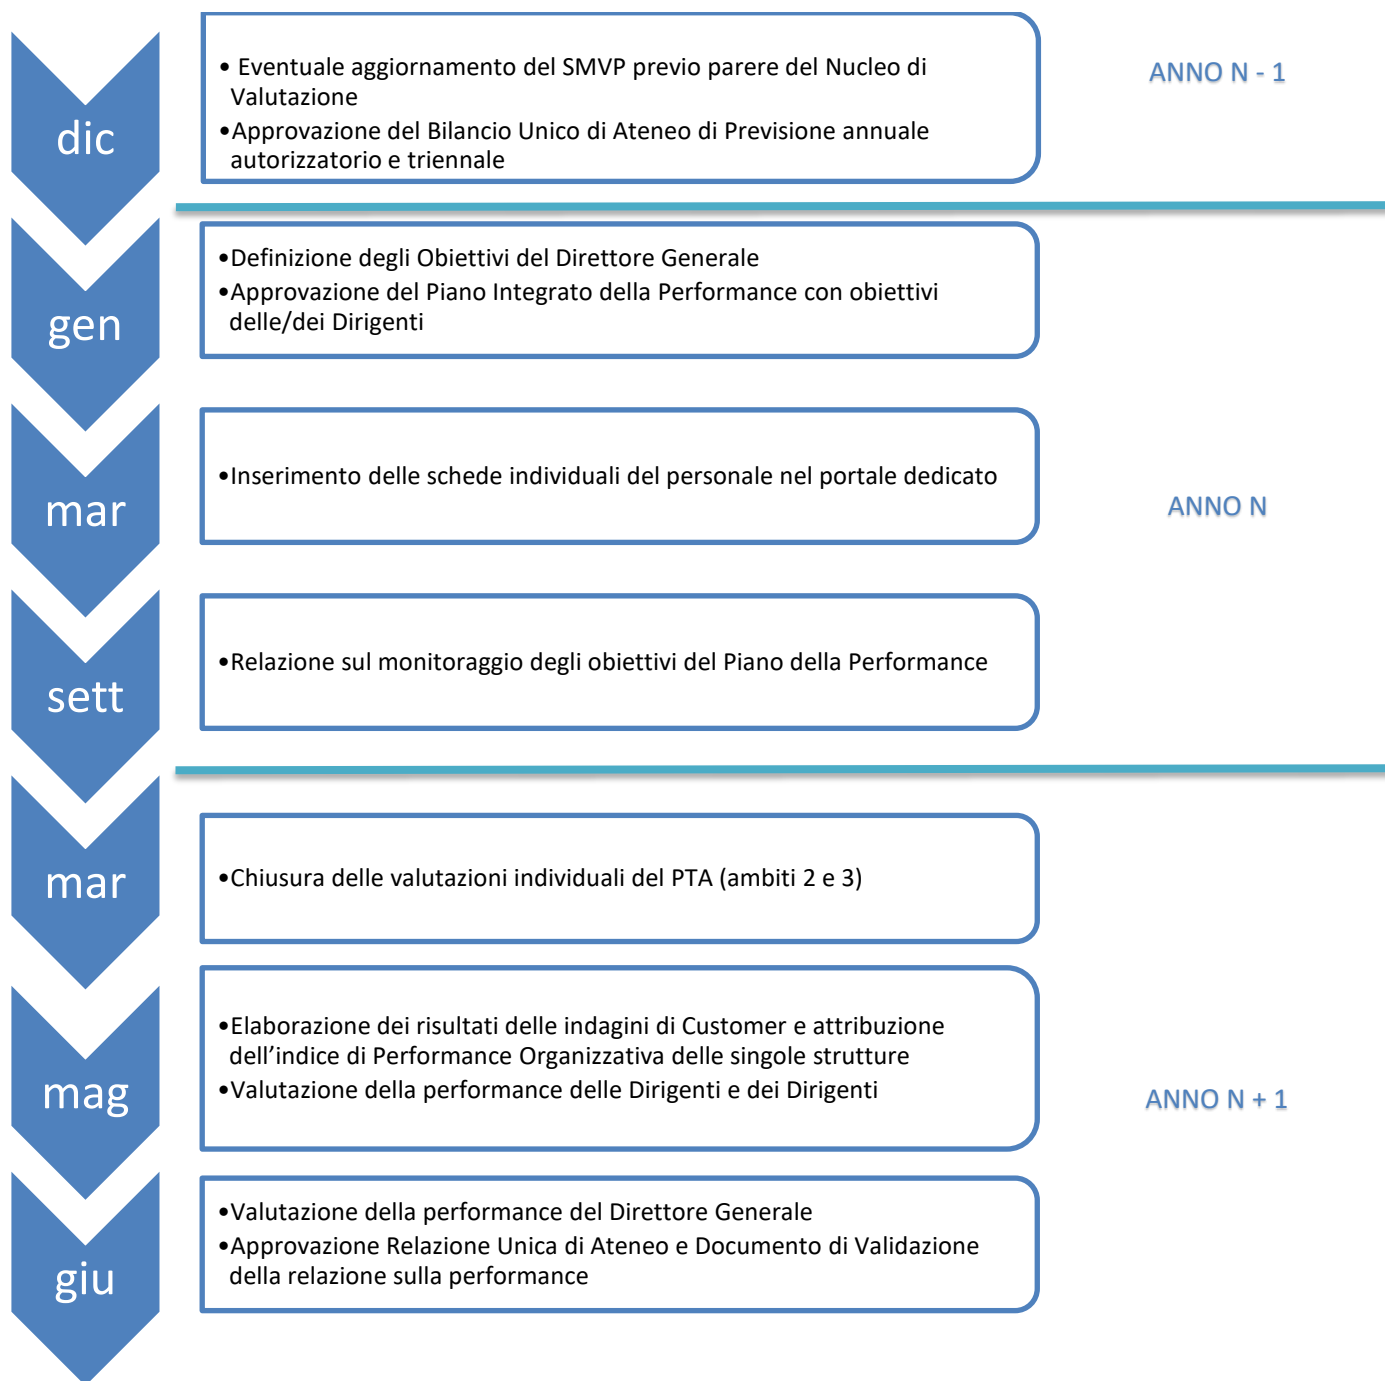 dic
• Eventuale aggiornamento del SMVP previo parere del Nucleo di
Valutazione
•Approvazione del Bilancio Unico di Ateneo di Previsione annuale
autorizzatorio e triennale
ANNO N - 1
gen
•Definizione degli Obiettivi del Direttore Generale
•Approvazione del Piano Integrato della Performance con obiettivi
delle/dei Dirigenti
mar
•Inserimento delle schede individuali del personale nel portale dedicato
ANNO N
sett
•Relazione sul monitoraggio degli obiettivi del Piano della Performance
mar
•Chiusura delle valutazioni individuali del PTA (ambiti 2 e 3)
mag
•Elaborazione dei risultati delle indagini di Customer e attribuzione
dell’indice di Performance Organizzativa delle singole strutture
•Valutazione della performance delle Dirigenti e dei Dirigenti
ANNO N + 1
giu
•Valutazione della performance del Direttore Generale
•Approvazione Relazione Unica di Ateneo e Documento di Validazione
della relazione sulla performance